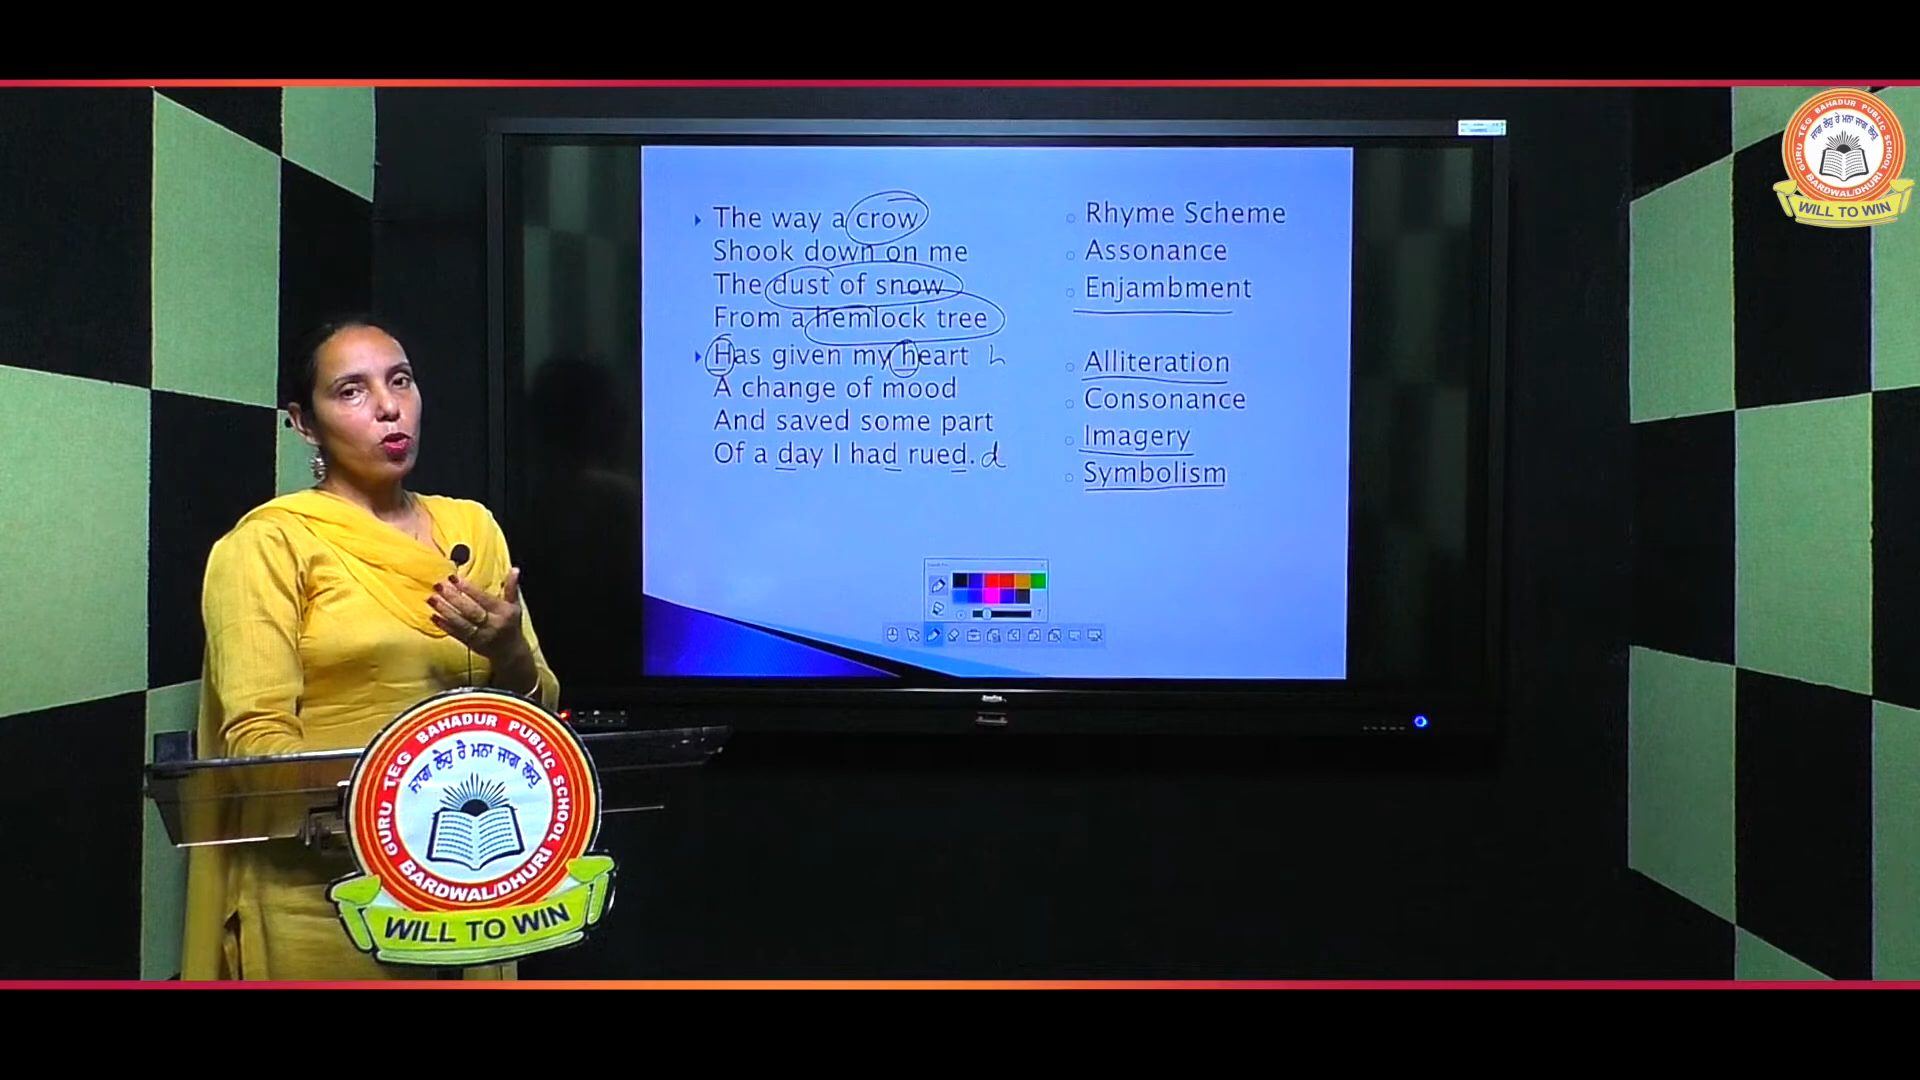 The way a crow
Shook down on me
The dust of snow
From a hemlock tree
Has given my heart h
A change of mood
And saved some part
Of a day I had rued. d
Rhyme Scheme
Assonance
Enjambment
Alliteration
Consonance
Imagery
Symbolism
GURU TEG BAHADUR PUBLIC SCHOOL
ਜਾਗ ਲੇਹੁ ਰੇ ਮਨਾ ਜਾਗ ਲੇਹੁ
BARDWAL/DHURI
WILL TO WIN
GURU TEG BAHADUR PUBLIC SCHOOL
ਜਾਗ ਲੇਹੁ ਰੇ ਮਨਾ ਜਾਗ ਲੇਹੁ
BARDWAL/DHURI
WILL TO WIN